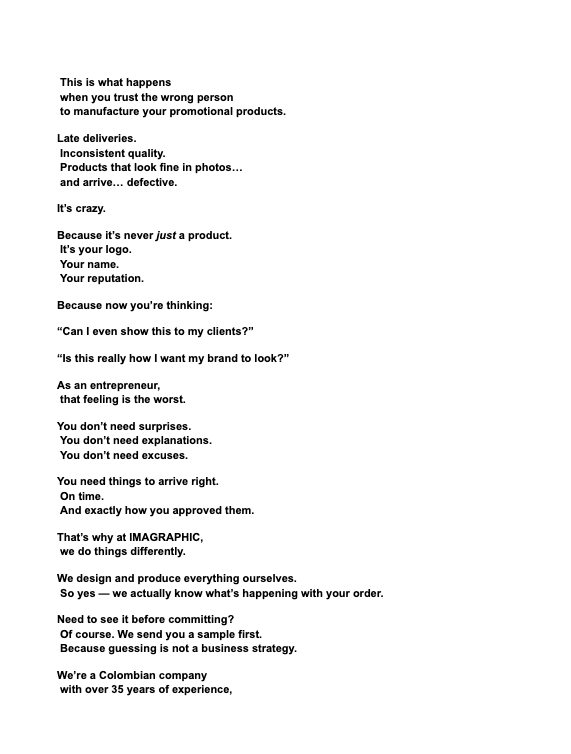 This is what happens
when you trust the wrong person
to manufacture your promotional products.
Late deliveries.
Inconsistent quality.
Products that look fine in photos…
and arrive… defective.
It’s crazy.
Because it’s never just a product.
It’s your logo.
Your name.
Your reputation.
Because now you’re thinking:
“Can I even show this to my clients?”
“Is this really how I want my brand to look?”
As an entrepreneur,
that feeling is the worst.
You don’t need surprises.
You don’t need explanations.
You don’t need excuses.
You need things to arrive right.
On time.
And exactly how you approved them.
That’s why at IMAGRAPHIC,
we do things differently.
We design and produce everything ourselves.
So yes — we actually know what’s happening with your order.
Need to see it before committing?
Of course. We send you a sample first.
Because guessing is not a business strategy.
We’re a Colombian company
with over 35 years of experience,